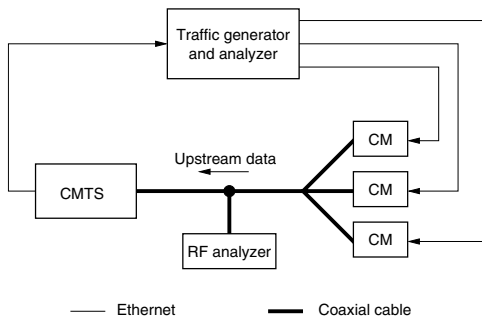 Traffic generator
and analyzer
CM
Upstream data
CMTS
CM
CM
RF analyzer
Ethernet
Coaxial cable